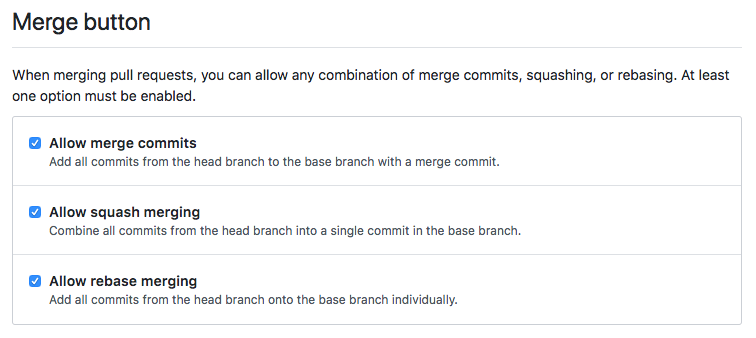 Merge button
When merging pull requests, you can allow any combination of merge commits, squashing, or rebasing. At least
one option must be enabled.
Allow merge commits
Add all commits from the head branch to the base branch with a merge commit.
Allow squash merging
Combine all commits from the head branch into a single commit in the base branch.
Allow rebase merging
Add all commits from the head branch onto the base branch individually.